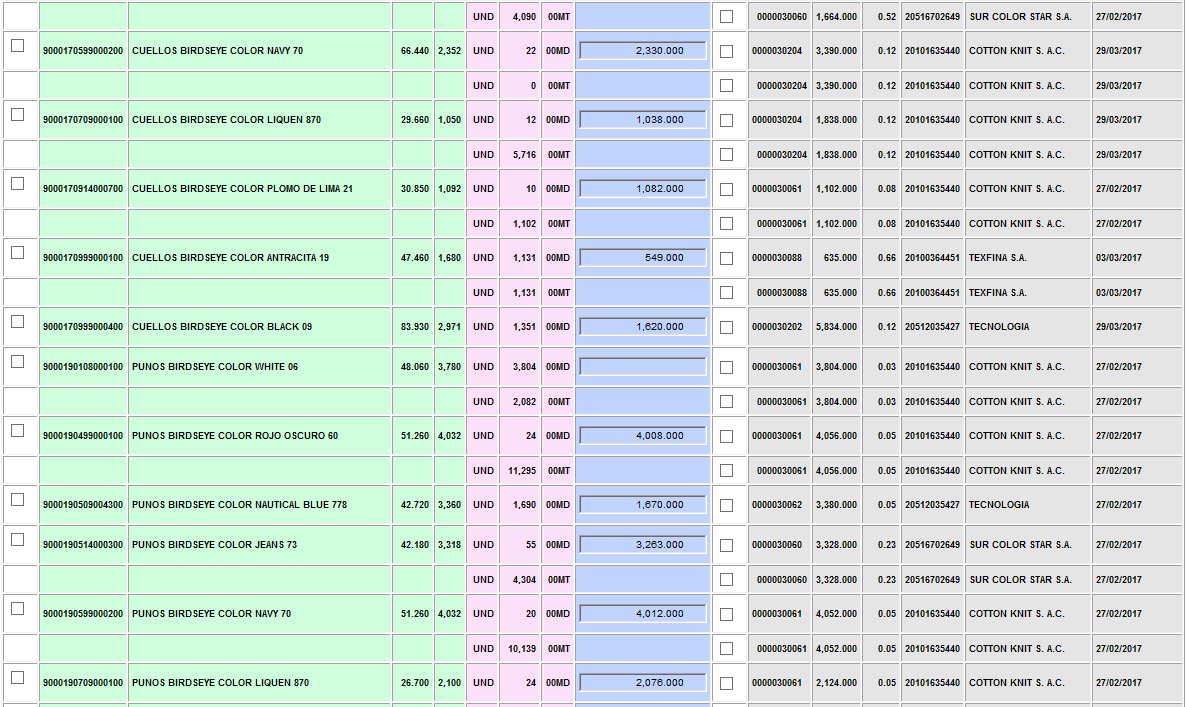 UND 4,090 00MT 0000030060 1,664.000 0.52 20516702649 SUR COLOR STAR S.A. 27/02/2017
9000170599000200 CUELLOS BIRDSEYE COLOR NAVY 70 66.440 2,352 UND 22 00MD 2,330.000 0000030204 3,390.000 0.12 20101635440 COTTON KNIT S. A.C. 29/03/2017
UND 0 00MT 0000030204 3,390.000 0.12 20101635440 COTTON KNIT S. A.C. 29/03/2017
9000170709000100 CUELLOS BIRDSEYE COLOR LIQUEN 870 29.660 1,050 UND 12 00MD 1,038.000 0000030204 1,838.000 0.12 20101635440 COTTON KNIT S. A.C. 29/03/2017
UND 5,716 00MT 0000030204 1,838.000 0.12 20101635440 COTTON KNIT S. A.C. 29/03/2017
9000170914000700 CUELLOS BIRDSEYE COLOR PLOMO DE LIMA 21 30.850 1,092 UND 10 00MD 1,082.000 0000030061 1,102.000 0.08 20101635440 COTTON KNIT S. A.C. 27/02/2017
UND 1,102 00MT 0000030061 1,102.000 0.08 20101635440 COTTON KNIT S. A.C. 27/02/2017
9000170999000100 CUELLOS BIRDSEYE COLOR ANTRACITA 19 47.460 1,680 UND 1,131 00MD 549.000 0000030088 635.000 0.66 20100364451 TEXFINA S.A. 03/03/2017
UND 1,131 00MT 0000030088 635.000 0.66 20100364451 TEXFINA S.A. 03/03/2017
9000170999000400 CUELLOS BIRDSEYE COLOR BLACK 09 83.930 2,971 UND 1,351 00MD 1,620.000 0000030202 5,834.000 0.12 20512035427 TECNOLOGIA 29/03/2017
9000190108000100 PUNOS BIRDSEYE COLOR WHITE 06 48.060 3,780 UND 3,804 00MD 0000030061 3,804.000 0.03 20101635440 COTTON KNIT S. A.C. 27/02/2017
UND 2,082 00MT 0000030061 3,804.000 0.03 20101635440 COTTON KNIT S. A.C. 27/02/2017
9000190499000100 PUNOS BIRDSEYE COLOR ROJO OSCURO 60 51.260 4,032 UND 24 00MD 4,008.000 0000030061 4,056.000 0.05 20101635440 COTTON KNIT S. A.C. 27/02/2017
UND 11,295 00MT 0000030061 4,056.000 0.05 20101635440 COTTON KNIT S. A.C. 27/02/2017
9000190509004300 PUNOS BIRDSEYE COLOR NAUTICAL BLUE 778 42.720 3,360 UND 1,690 00MD 1,670.000 0000030062 3,380.000 0.05 20512035427 TECNOLOGIA 27/02/2017
9000190514000300 PUNOS BIRDSEYE COLOR JEANS 73 42.180 3,318 UND 55 00MD 3,263.000 0000030060 3,328.000 0.23 20516702649 SUR COLOR STAR S.A. 27/02/2017
UND 4,304 00MT 0000030060 3,328.000 0.23 20516702649 SUR COLOR STAR S.A. 27/02/2017
9000190599000200 PUNOS BIRDSEYE COLOR NAVY 70 51.260 4,032 UND 20 00MD 4,012.000 0000030061 4,052.000 0.05 20101635440 COTTON KNIT S. A.C. 27/02/2017
UND 10,139 00MT 0000030061 4,052.000 0.05 20101635440 COTTON KNIT S. A.C. 27/02/2017
9000190709000100 PUNOS BIRDSEYE COLOR LIQUEN 870 26.700 2,100 UND 24 00MD 2,076.000 0000030061 2,124.000 0.05 20101635440 COTTON KNIT S. A.C. 27/02/2017